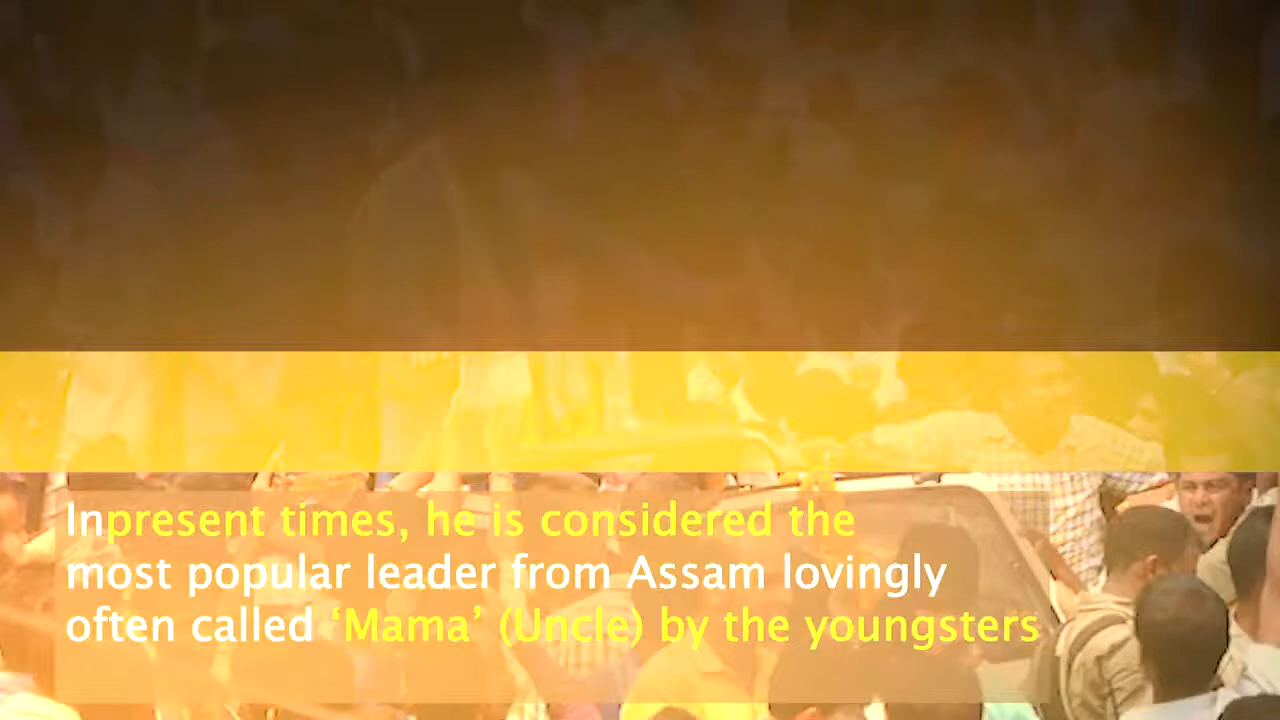 Inpresent times, he is considered the
most popular leader from Assam lovingly
often called ‘Mama’ (Uncle) by the youngsters